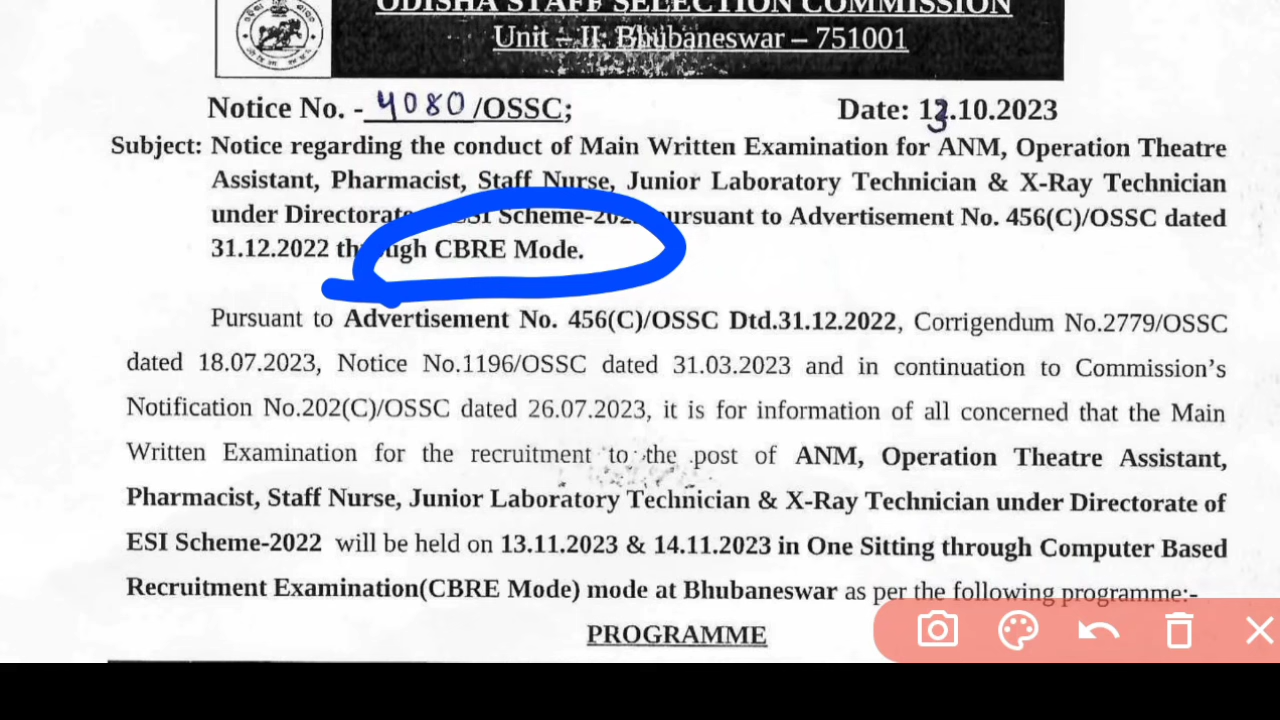 ODISHA STAFF SELECTION COMMISSION
Unit – II; Bhubaneswar – 751001
Notice No. - 4080 /OSSC; Date: 13.10.2023
Subject: Notice regarding the conduct of Main Written Examination for ANM, Operation Theatre
Assistant, Pharmacist, Staff Nurse, Junior Laboratory Technician & X-Ray Technician
under Directorate ESI Scheme-202 pursuant to Advertisement No. 456(C)/OSSC dated
31.12.2022 through CBRE Mode.
Pursuant to Advertisement No. 456(C)/OSSC Dtd.31.12.2022, Corrigendum No.2779/OSSC
dated 18.07.2023, Notice No.1196/OSSC dated 31.03.2023 and in continuation to Commission's
Notification No.202(C)/OSSC dated 26.07.2023, it is for information of all concerned that the Main
Written Examination for the recruitment to the post of ANM, Operation Theatre Assistant,
Pharmacist, Staff Nurse, Junior Laboratory Technician & X-Ray Technician under Directorate of
ESI Scheme-2022 will be held on 13.11.2023 & 14.11.2023 in One Sitting through Computer Based
Recruitment Examination(CBRE Mode) mode at Bhubaneswar as per the following programme:-
PROGRAMME